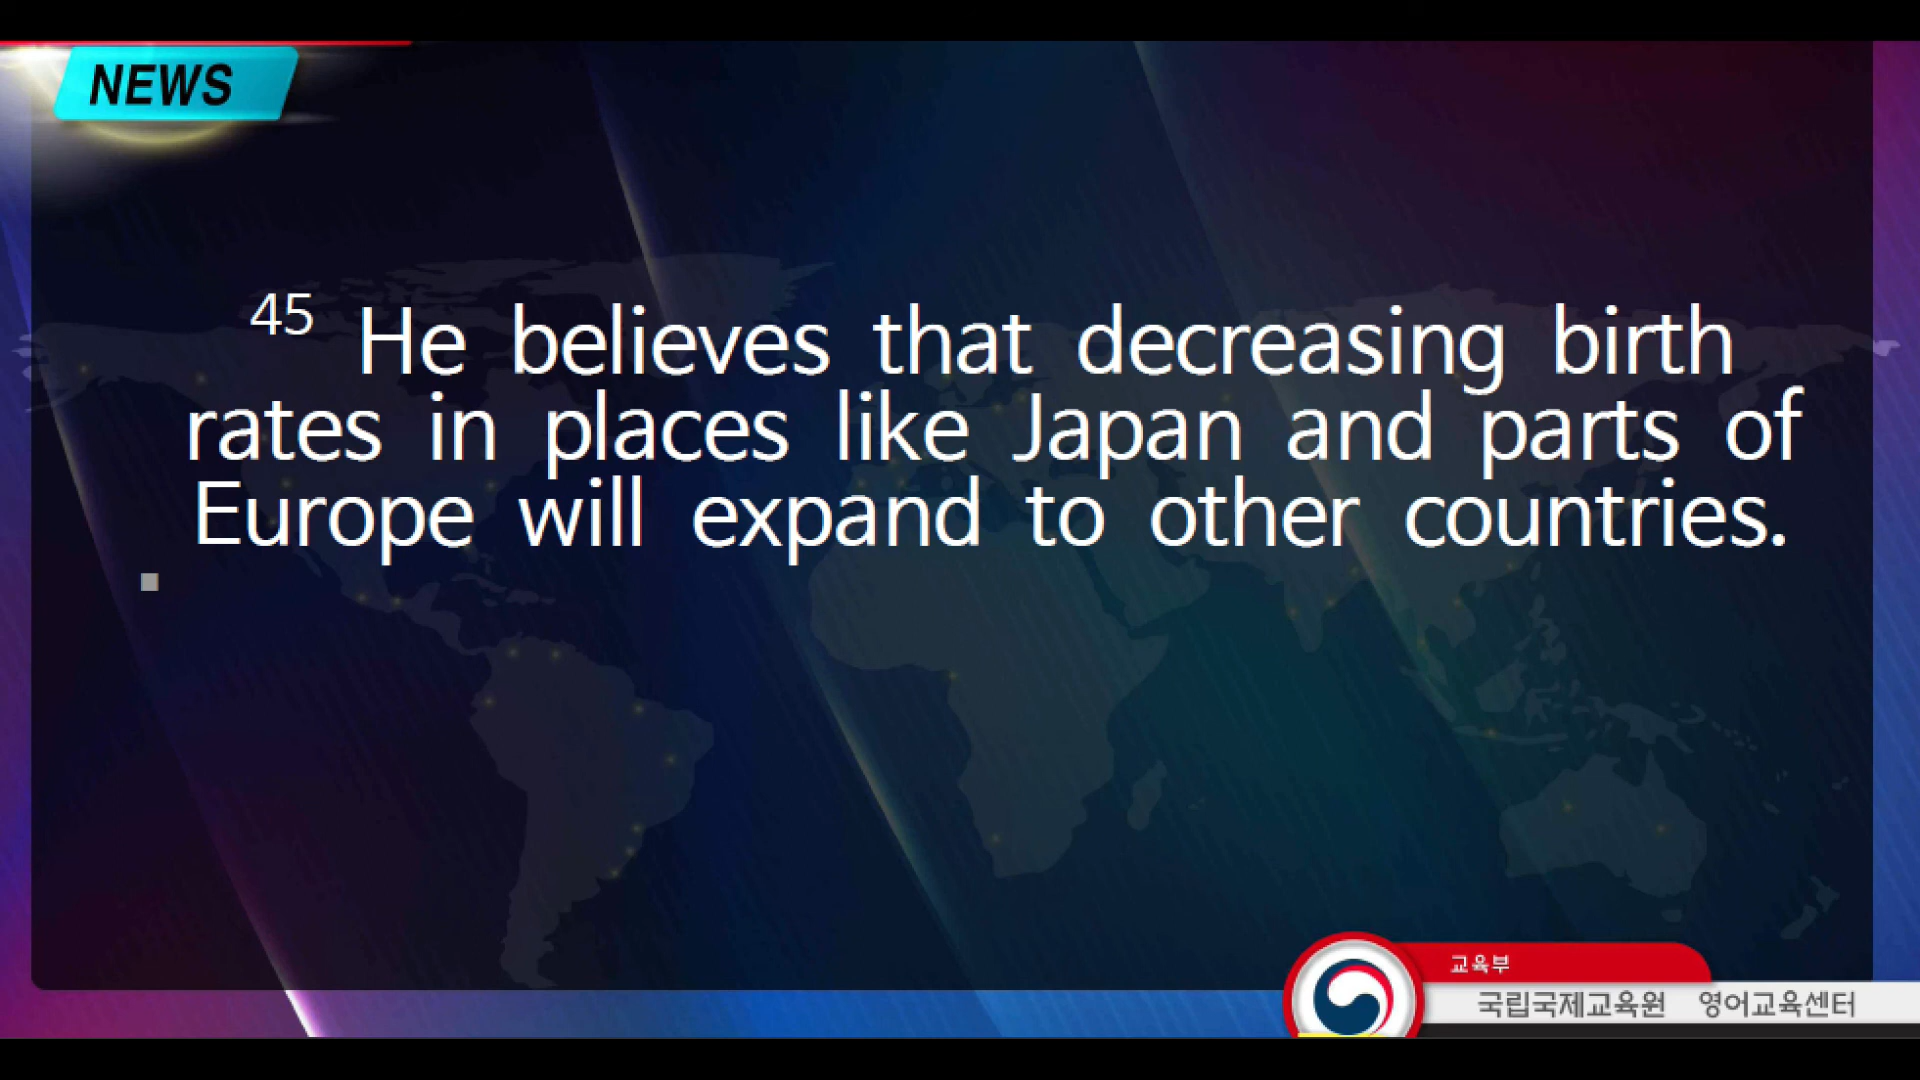 NEWS
45 He believes that decreasing birth
rates in places like Japan and parts of
Europe will expand to other countries.
교육부
국립국제교육원 영어교육센터